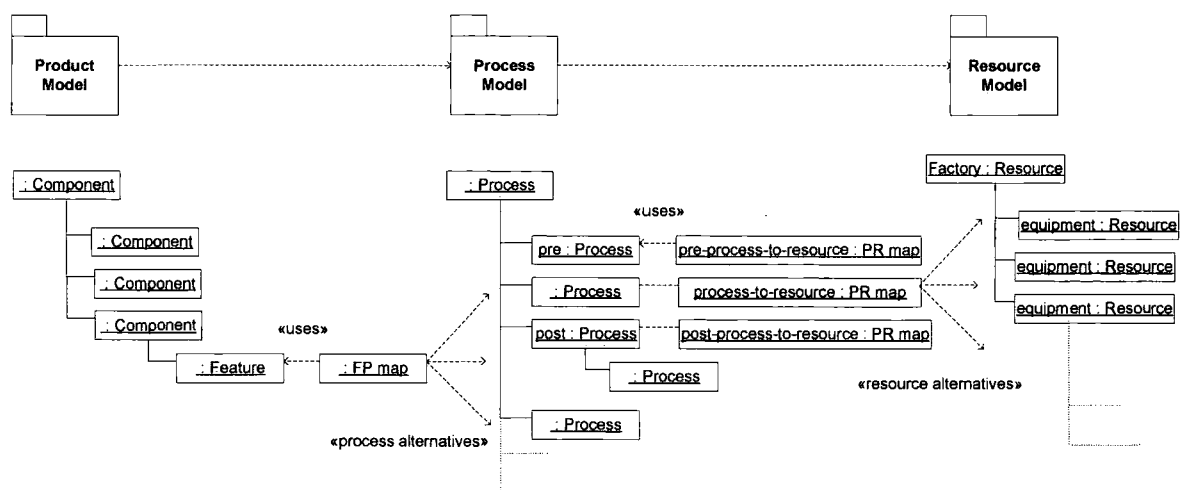 Product
Model
Process
Model
Resource
Model
: Component
: Component
: Component
: Component
: Feature
«uses»
: FP map
«process alternatives»
: Process
«uses»
pre : Process
pre-process-to-resource : PR map
: Process
process-to-resource : PR map
post : Process
post-process-to-resource : PR map
: Process
: Process
«resource alternatives»
Factory : Resource
equipment : Resource
equipment : Resource
equipment : Resource